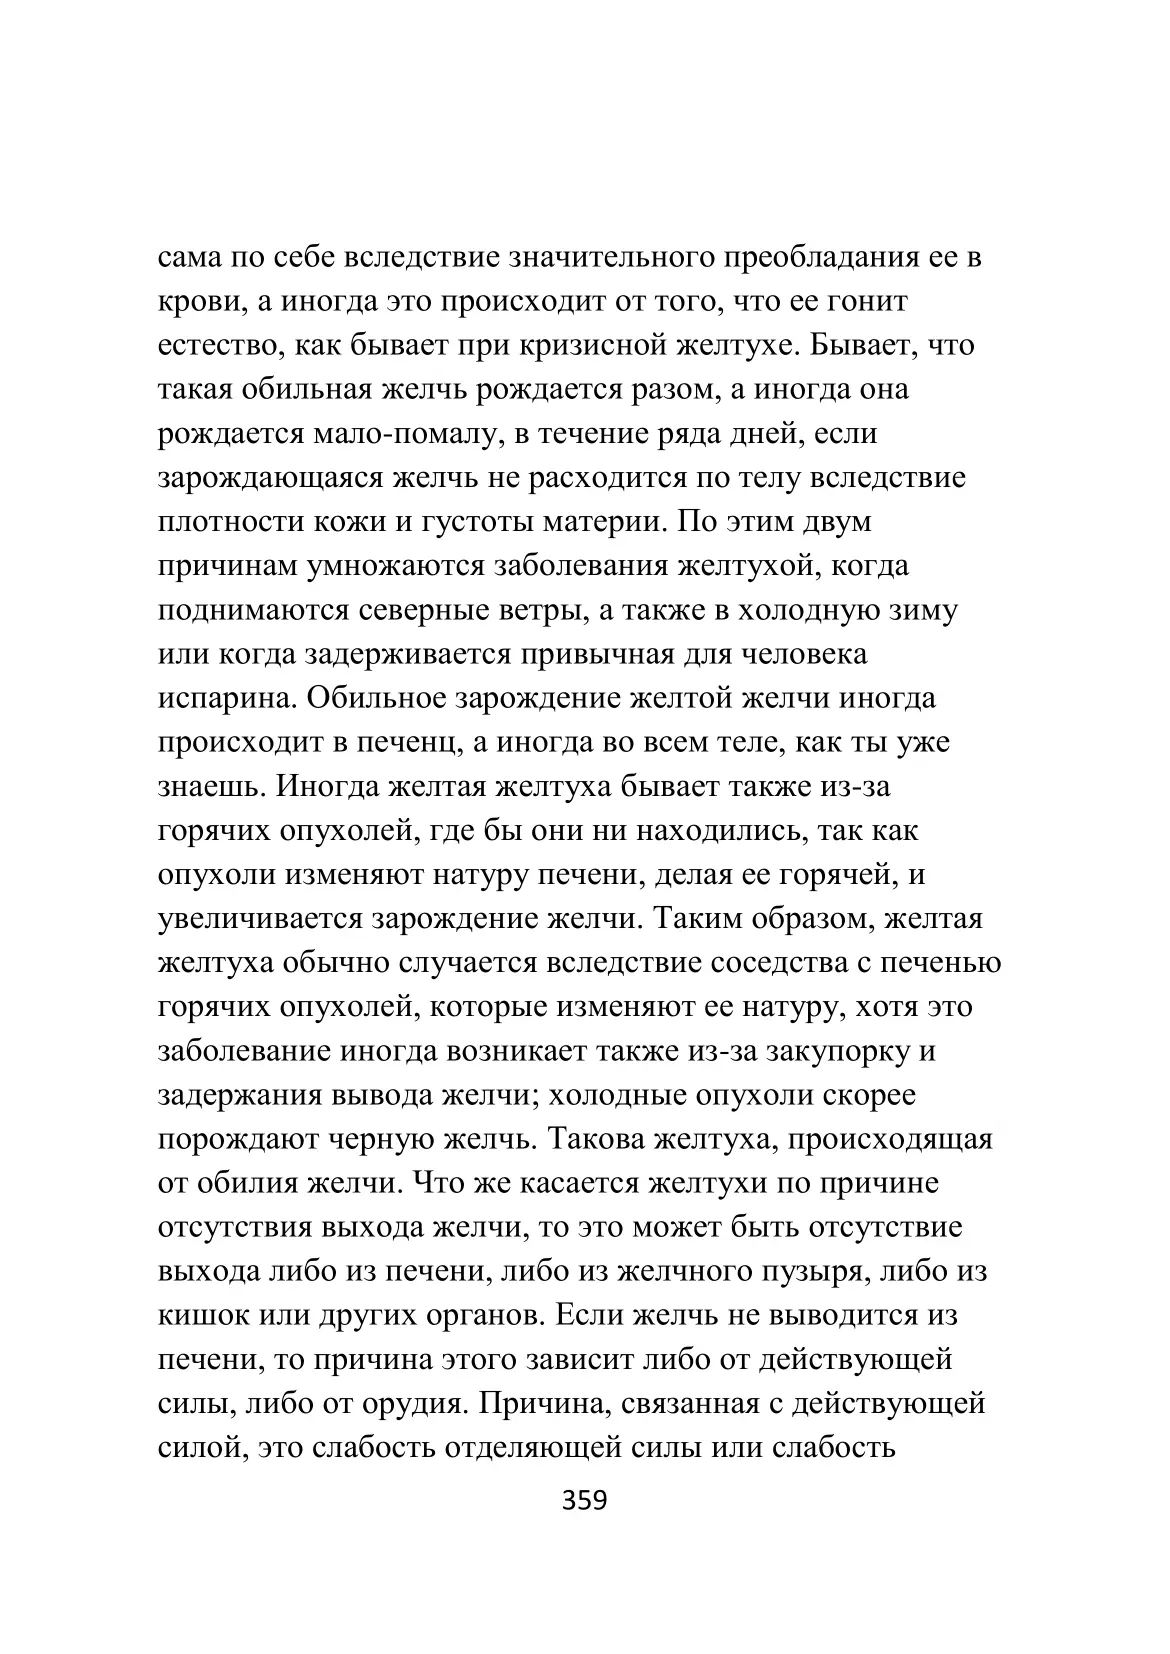 сама по себе вследствие значительного преобладания ее в
крови, а иногда это происходит от того, что ее гонит
естество, как бывает при кризисной желтухе. Бывает, что
такая обильная желчь рождается разом, а иногда она
рождается мало-помалу, в течение ряда дней, если
зарождающаяся желчь не расходится по телу вследствие
плотности кожи и густоты материи. По этим двум
причинам умножаются заболевания желтухой, когда
поднимаются северные ветры, а также в холодную зиму
или когда задерживается привычная для человека
испарина. Обильное зарождение желтой желчи иногда
происходит в печенц, а иногда во всем теле, как ты уже
знаешь. Иногда желтая желтуха бывает также из-за
горячих опухолей, где бы они ни находились, так как
опухоли изменяют натуру печени, делая ее горячей, и
увеличивается зарождение желчи. Таким образом, желтая
желтуха обычно случается вследствие соседства с печенью
горячих опухолей, которые изменяют ее натуру, хотя это
заболевание иногда возникает также из-за закупорку и
задержания вывода желчи; холодные опухоли скорее
порождают черную желчь. Такова желтуха, происходящая
от обилия желчи. Что же касается желтухи по причине
отсутствия выхода желчи, то это может быть отсутствие
выхода либо из печени, либо из желчного пузыря, либо из
кишок или других органов. Если желчь не выводится из
печени, то причина этого зависит либо от действующей
силы, либо от орудия. Причина, связанная с действующей
силой, это слабость отделяющей силы или слабость
359